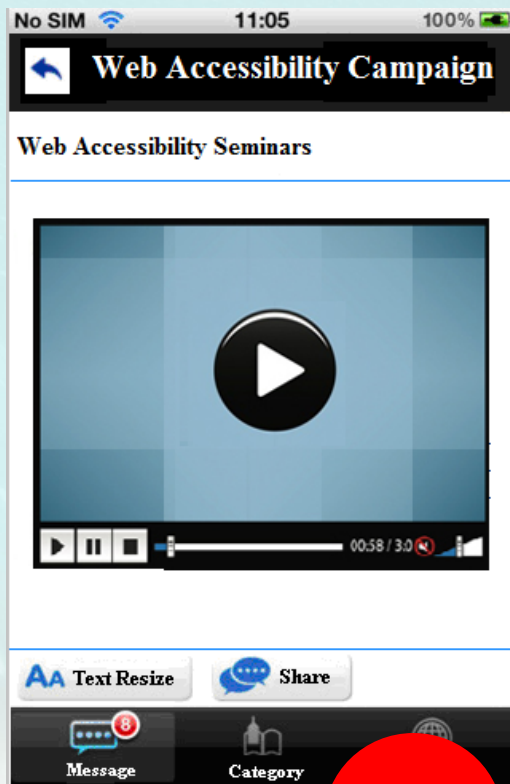 No SIM 11:05 100%
Web Accessibility Campaign
Web Accessibility Seminars
00:58 / 3:0
AA Text Resize Share
8
Message Category